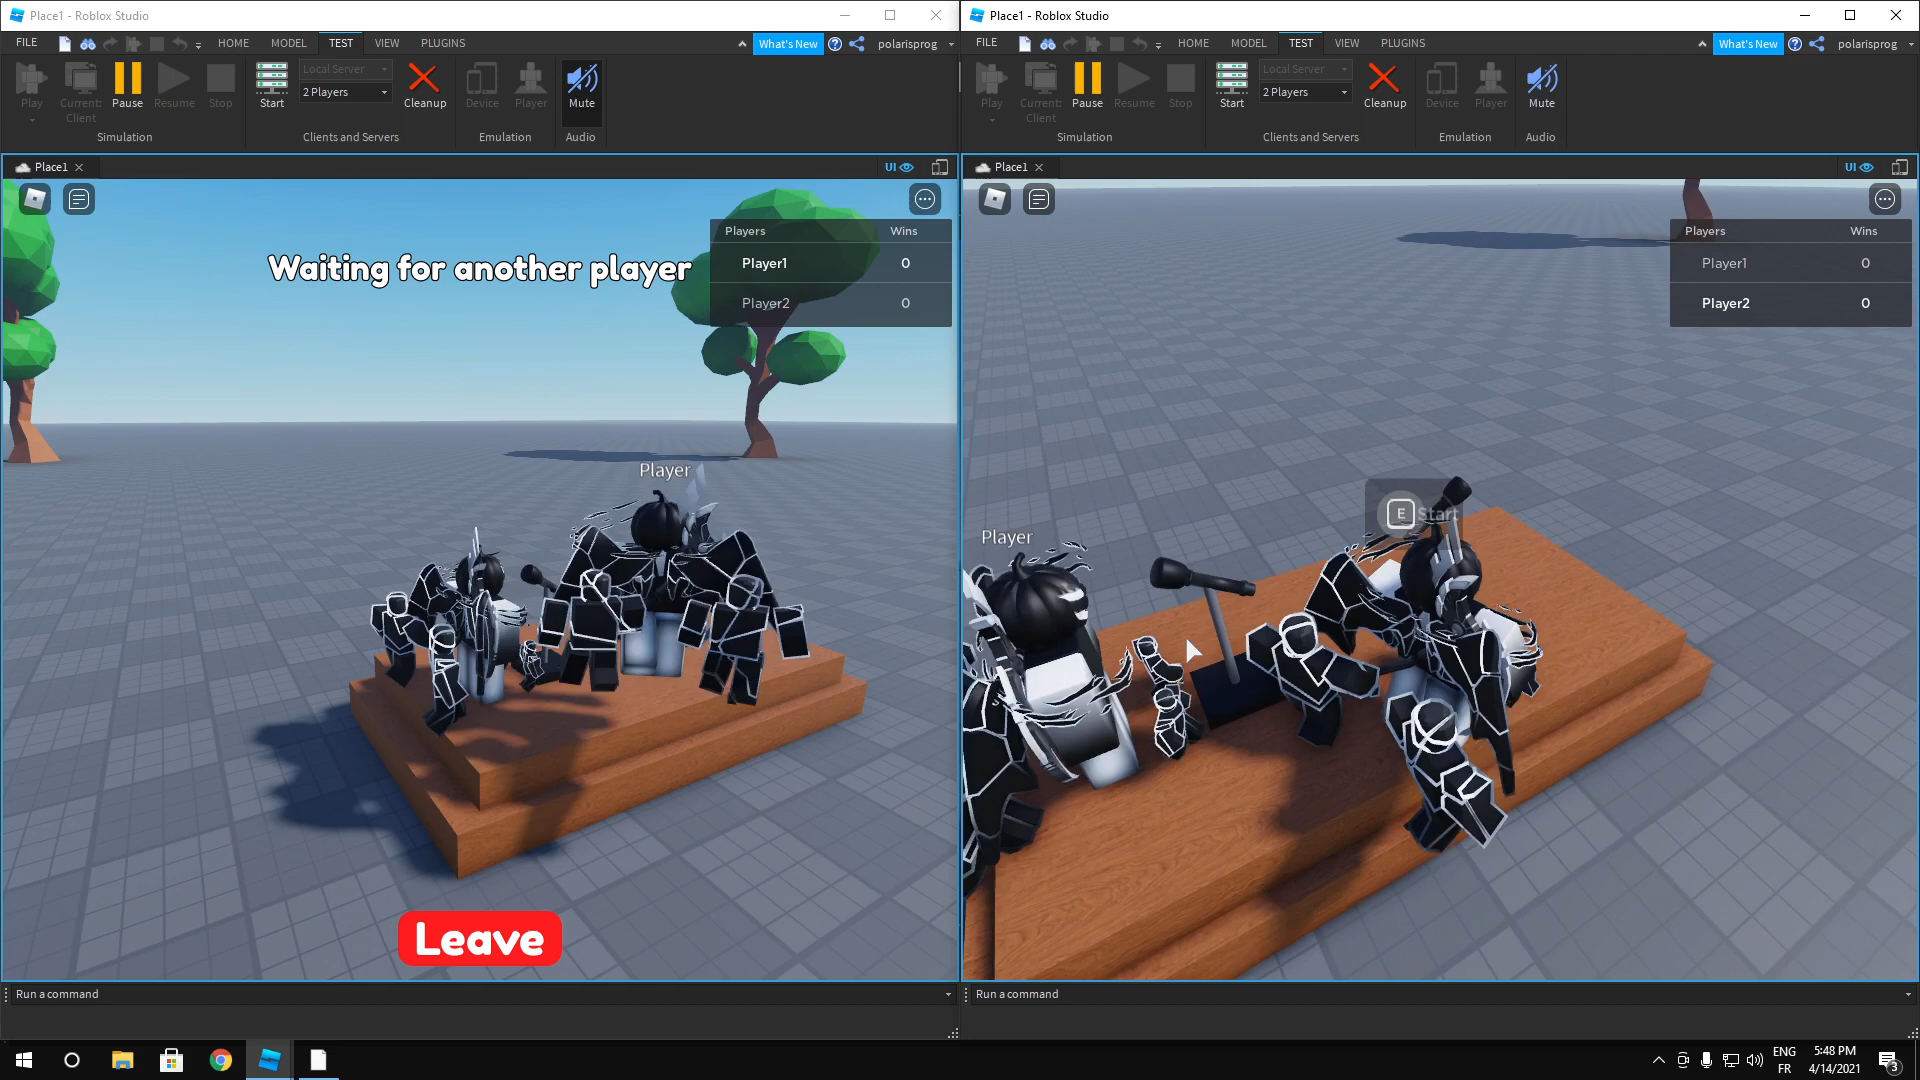 Place1 - Roblox Studio
FILE HOME MODEL TEST VIEW PLUGINS What's New polarisprog
Play Current: Client Pause Resume Stop Start Local Server 2 Players Cleanup Device Player Mute
Simulation Clients and Servers Emulation Audio
Place1 UI
Players Wins
Waiting for another player
Player1 0
Player2 0
Player
Leave
Run a command
Place1 - Roblox Studio
FILE HOME MODEL TEST VIEW PLUGINS What's New polarisprog
Play Current: Client Pause Resume Stop Start Local Server 2 Players Cleanup Device Player Mute
Simulation Clients and Servers Emulation Audio
Place1 UI
Players Wins
Player1 0
Player2 0
E Start
Player
Run a command
ENG 5:48 PM
FR 4/14/2021 3